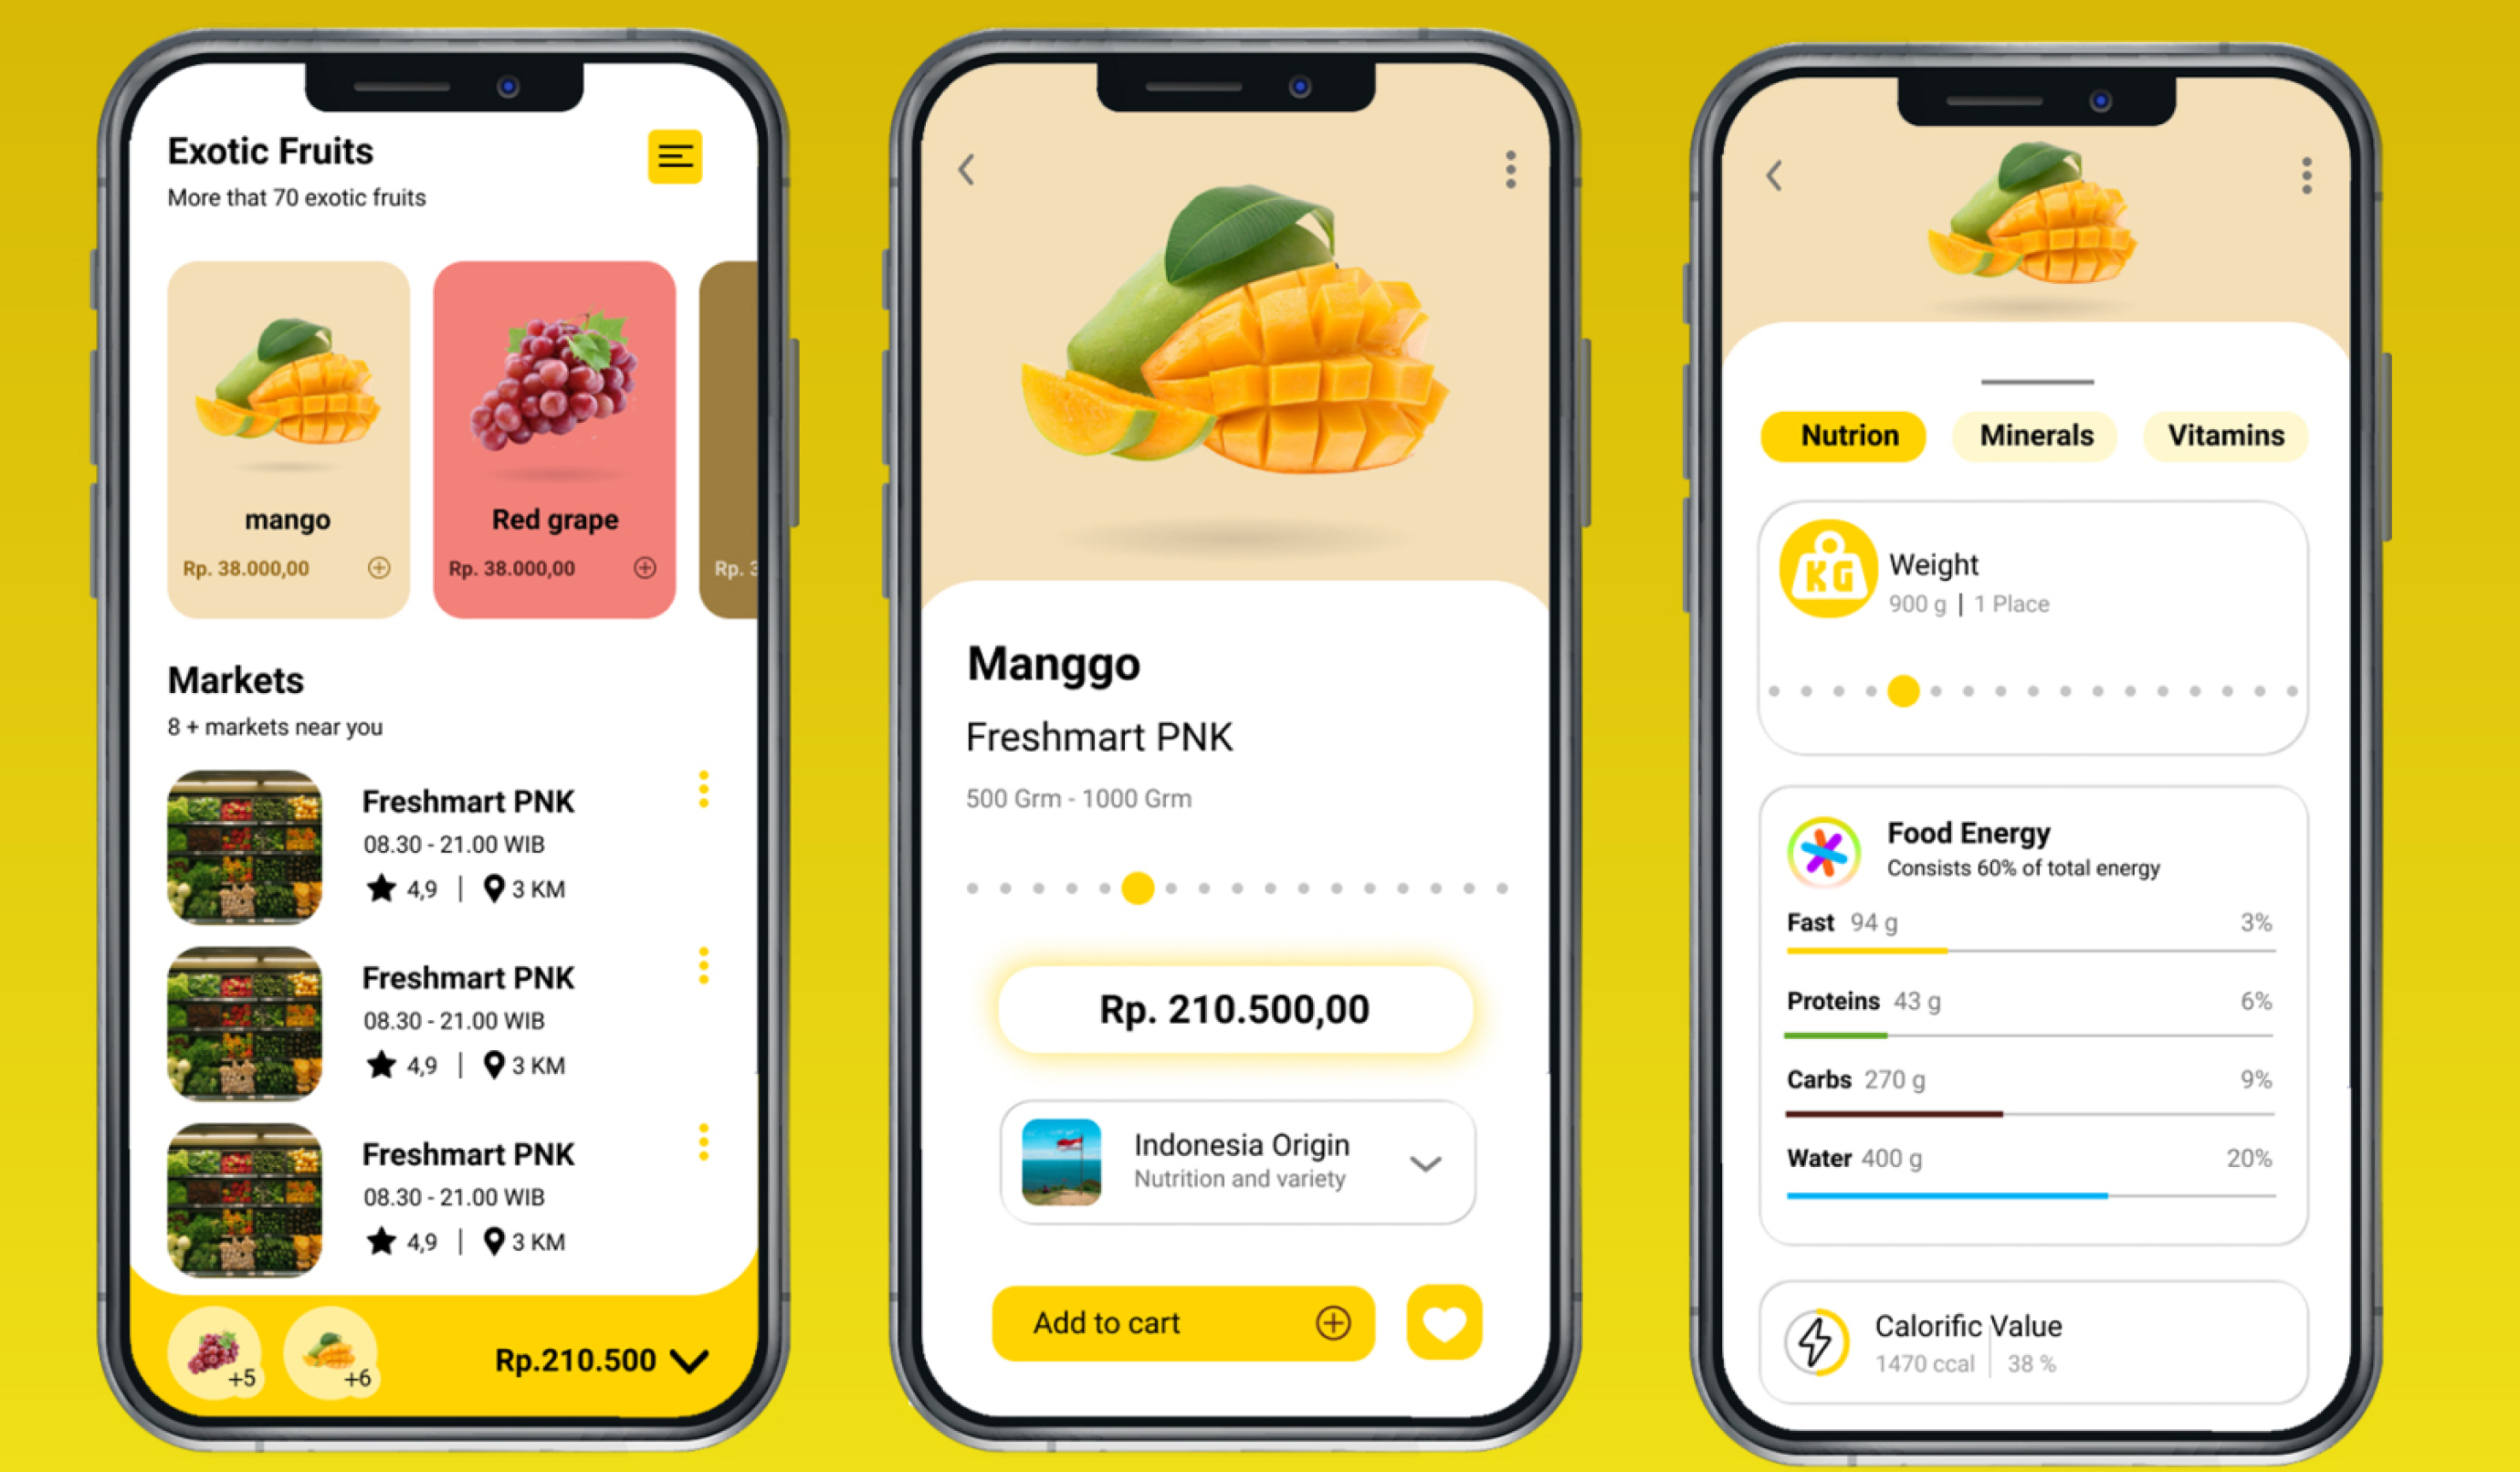 Exotic Fruits
More that 70 exotic fruits
mango
Rp. 38.000,00
Red grape
Rp. 38.000,00
Rp. 3
Markets
8 + markets near you
Freshmart PNK
08.30 - 21.00 WIB
4,9 | 3 KM
Freshmart PNK
08.30 - 21.00 WIB
4,9 | 3 KM
Freshmart PNK
08.30 - 21.00 WIB
4,9 | 3 KM
+5
+6
Rp.210.500
Manggo
Freshmart PNK
500 Grm - 1000 Grm
Rp. 210.500,00
Indonesia Origin
Nutrition and variety
Add to cart
Nutrion
Minerals
Vitamins
KG
Weight
900 g | 1 Place
Food Energy
Consists 60% of total energy
Fast 94 g 3%
Proteins 43 g 6%
Carbs 270 g 9%
Water 400 g 20%
Calorific Value
1470 ccal | 38 %